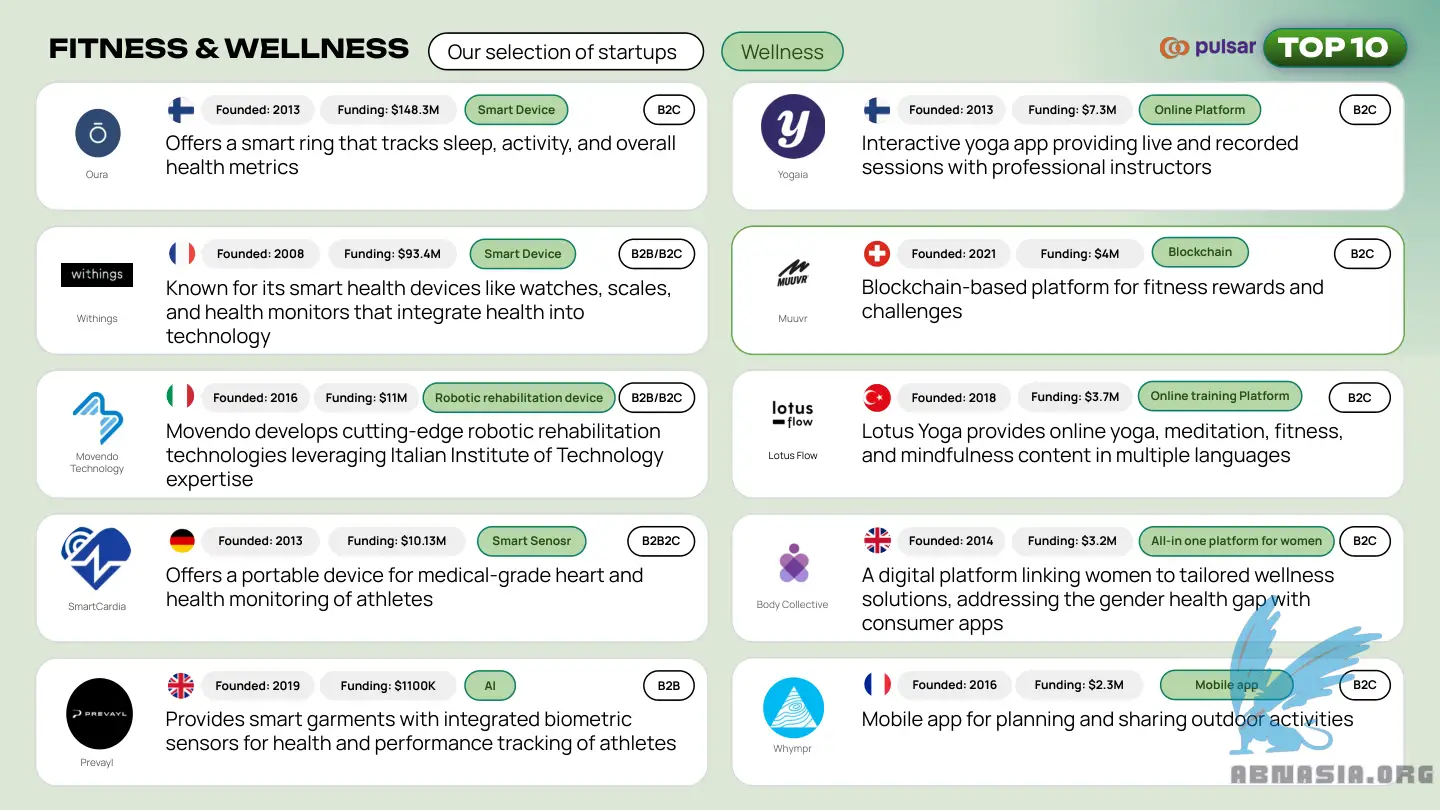 FITNESS & WELLNESS
Our selection of startups
Wellness
pulsar
TOP 10
Oura
Founded: 2013
Funding: $148.3M
Smart Device
B2C
Offers a smart ring that tracks sleep, activity, and overall
health metrics
withings
Withings
Founded: 2008
Funding: $93.4M
Smart Device
B2B/B2C
Known for its smart health devices like watches, scales,
and health monitors that integrate health into
technology
Movendo
Technology
Founded: 2016
Funding: $11M
Robotic rehabilitation device
B2B/B2C
Movendo develops cutting-edge robotic rehabilitation
technologies leveraging Italian Institute of Technology
expertise
SmartCardia
Founded: 2013
Funding: $10.13M
Smart Senosr
B2B2C
Offers a portable device for medical-grade heart and
health monitoring of athletes
PREVAYL
Prevayl
Founded: 2019
Funding: $1100K
AI
B2B
Provides smart garments with integrated biometric
sensors for health and performance tracking of athletes
y
Yogaia
Founded: 2013
Funding: $7.3M
Online Platform
B2C
Interactive yoga app providing live and recorded
sessions with professional instructors
MUUVR
Muuvr
Founded: 2021
Funding: $4M
Blockchain
B2C
Blockchain-based platform for fitness rewards and
challenges
lotus
flow
Lotus Flow
Founded: 2018
Funding: $3.7M
Online training Platform
B2C
Lotus Yoga provides online yoga, meditation, fitness,
and mindfulness content in multiple languages
Body Collective
Founded: 2014
Funding: $3.2M
All-in one platform for women
B2C
A digital platform linking women to tailored wellness
solutions, addressing the gender health gap with
consumer apps
Whympr
Founded: 2016
Funding: $2.3M
Mobile app
B2C
Mobile app for planning and sharing outdoor activities
ABNASIA.ORG